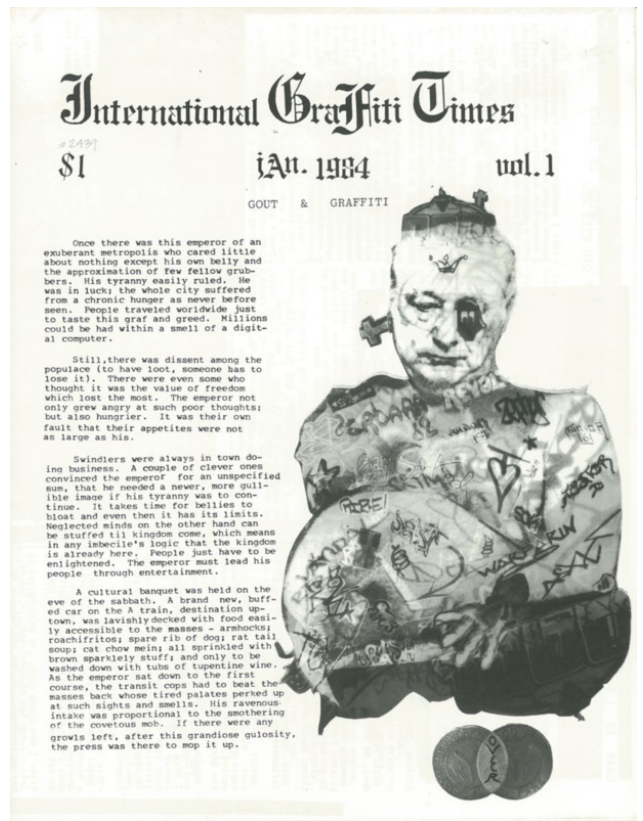 International Graffiti Times
#2439
$1 jAn. 1984 vol.1
GOUT & GRAFFITI
Once there was this emperor of an
exuberant metropolis who cared little
about nothing except his own belly and
the approximation of few fellow grub-
bers. His tyranny easily ruled. He
was in luck; the whole city suffered
from a chronic hunger as never before
seen. People traveled worldwide just
to taste this graf and greed. Millions
could be had within a smell of a digit-
al computer.
Still,there was dissent among the
populace (to have loot, someone has to
lose it). There were even some who
thought it was the value of freedom
which lost the most. The emperor not
only grew angry at such poor thoughts;
but also hungrier. It was their own
fault that their appetites were not
as large as his.
Swindlers were always in town do-
ing business. A couple of clever ones
convinced the emperor for an unspecified
sum, that he needed a newer, more gull-
ible image if his tyranny was to con-
tinue. It takes time for bellies to
bloat and even then it has its limits.
Neglected minds on the other hand can
be stuffed til kingdom come, which means
in any imbecile's logic that the kingdom
is already here. People just have to be
enlightened. The emperor must lead his
people through entertainment.
A cultural banquet was held on the
eve of the sabbath. A brand new, buff-
ed car on the A train, destination up-
town, was lavishly decked with food easi-
ly accessible to the masses - armhocks;
roachifritos; spare rib of dog; rat tail
soup; cat chow mein; all sprinkled with
brown sparklely stuff; and only to be
washed down with tubs of tupentine wine.
As the emperor sat down to the first
course, the transit cops had to beat the
masses back whose tired palates perked up
at such sights and smells. His ravenous
intake was proportional to the smothering
of the covetous mob. If there were any
growls left, after this grandiose gulosity,
the press was there to mop it up.
OVER